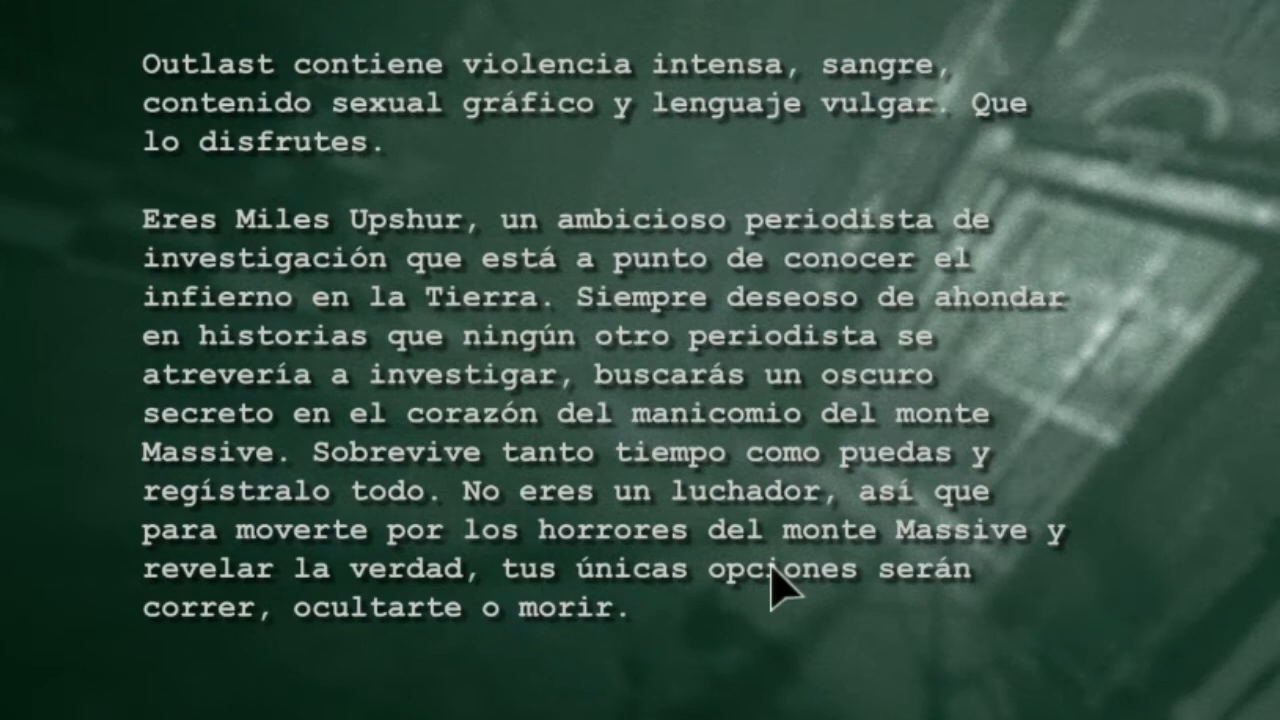 Outlast contiene violencia intensa, sangre,
contenido sexual gráfico y lenguaje vulgar. Que
lo disfrutes.
Eres Miles Upshur, un ambicioso periodista de
investigación que está a punto de conocer el
infierno en la Tierra. Siempre deseoso de ahondar
en historias que ningún otro periodista se
atrevería a investigar, buscarás un oscuro
secreto en el corazón del manicomio del monte
Massive. Sobrevive tanto tiempo como puedas y
regístralo todo. No eres un luchador, así que
para moverte por los horrores del monte Massive y
revelar la verdad, tus únicas opciones serán
correr, ocultarte o morir.